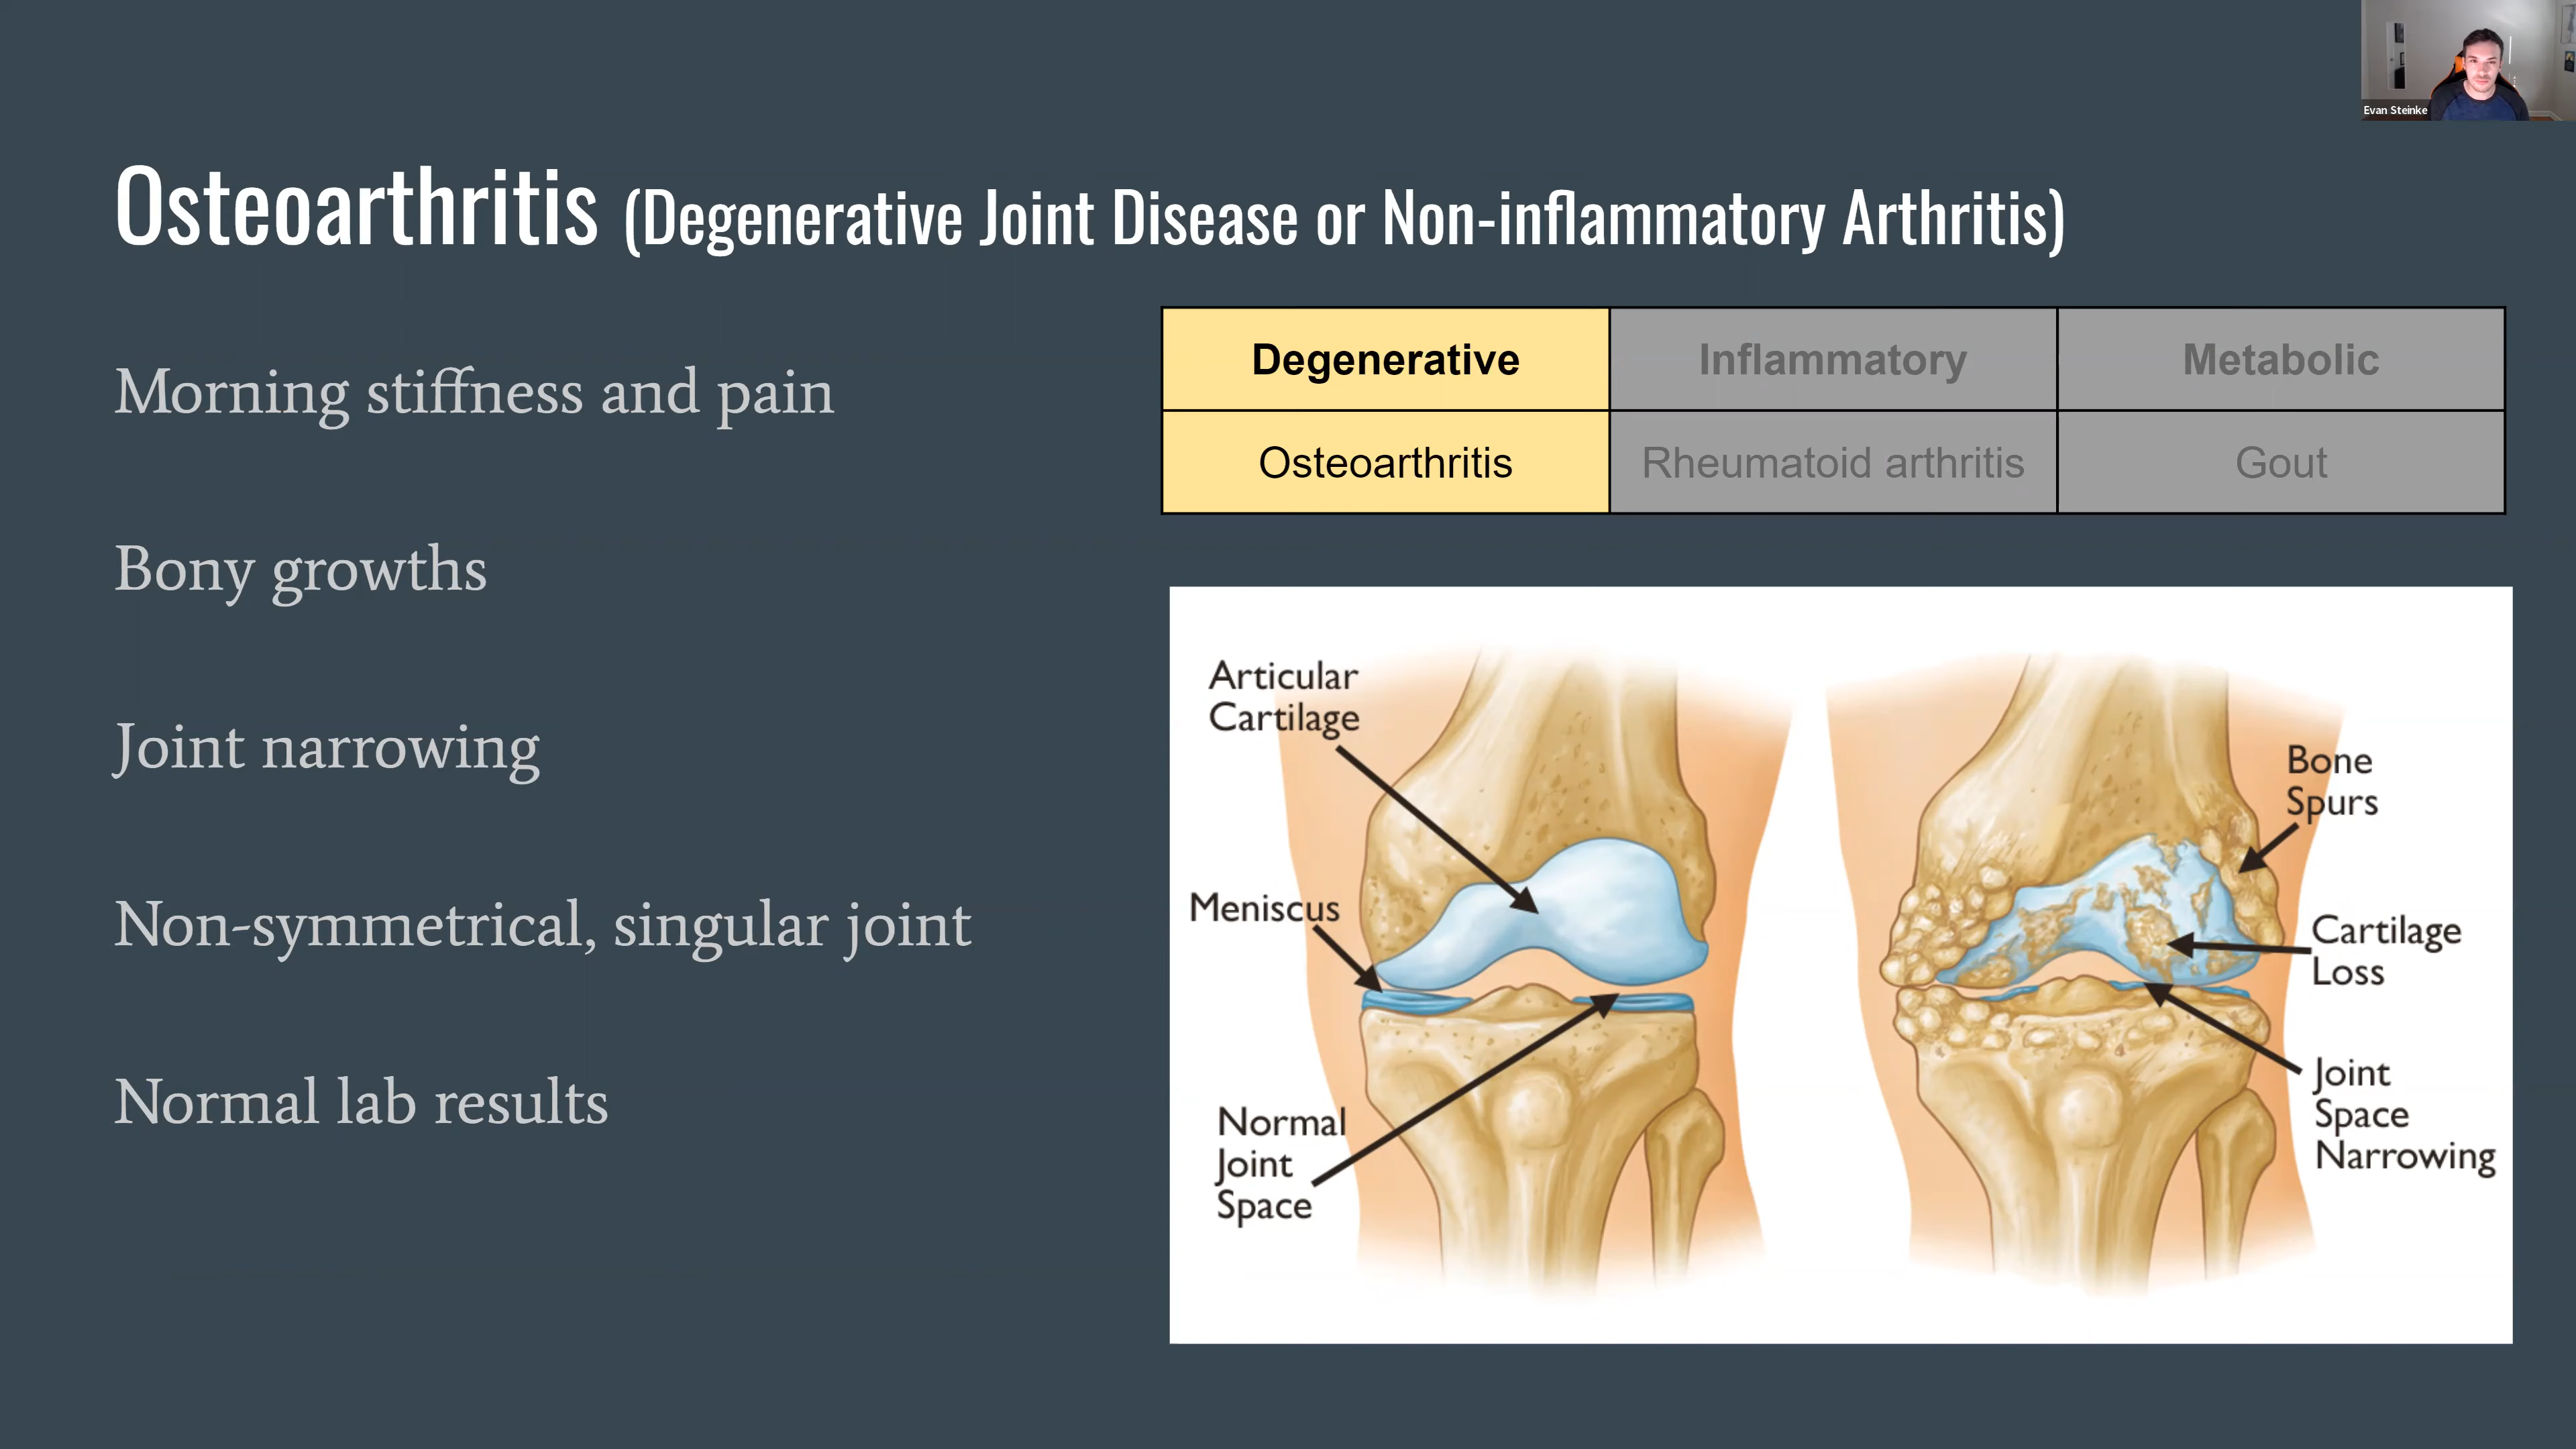 Evan Steinke
Osteoarthritis (Degenerative Joint Disease or Non-inflammatory Arthritis)
Morning stiffness and pain
Bony growths
Joint narrowing
Non-symmetrical, singular joint
Normal lab results
Degenerative Inflammatory Metabolic
Osteoarthritis Rheumatoid arthritis Gout
Articular
Cartilage
Meniscus
Normal
Joint
Space
Bone
Spurs
Cartilage
Loss
Joint
Space
Narrowing